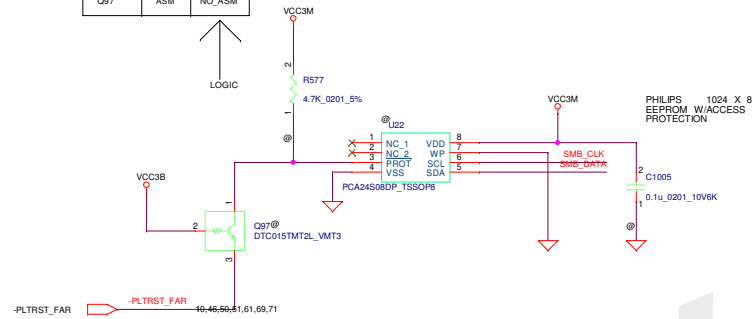 Q97 ASM NO_ASM
LOGIC
VCC3M
2
R577
4.7K_0201_5%
1
@
VCC3M
PHILIPS 1024 X 8
EEPROM W/ACCESS
PROTECTION
@
U22
1 NC_1 VDD 8
2 NC_2 WP 7
3 PROT SCL 6
4 VSS SDA 5
SMB_CLK
SMB_DATA
PCA24S08DP_TSSOP8
2
C1005
0.1u_0201_10V6K
1
@
VCC3B
1
2
Q97@
DTC015TMT2L_VMT3
3
-PLTRST_FAR
-PLTRST_FAR
10,46,50,51,61,69,71